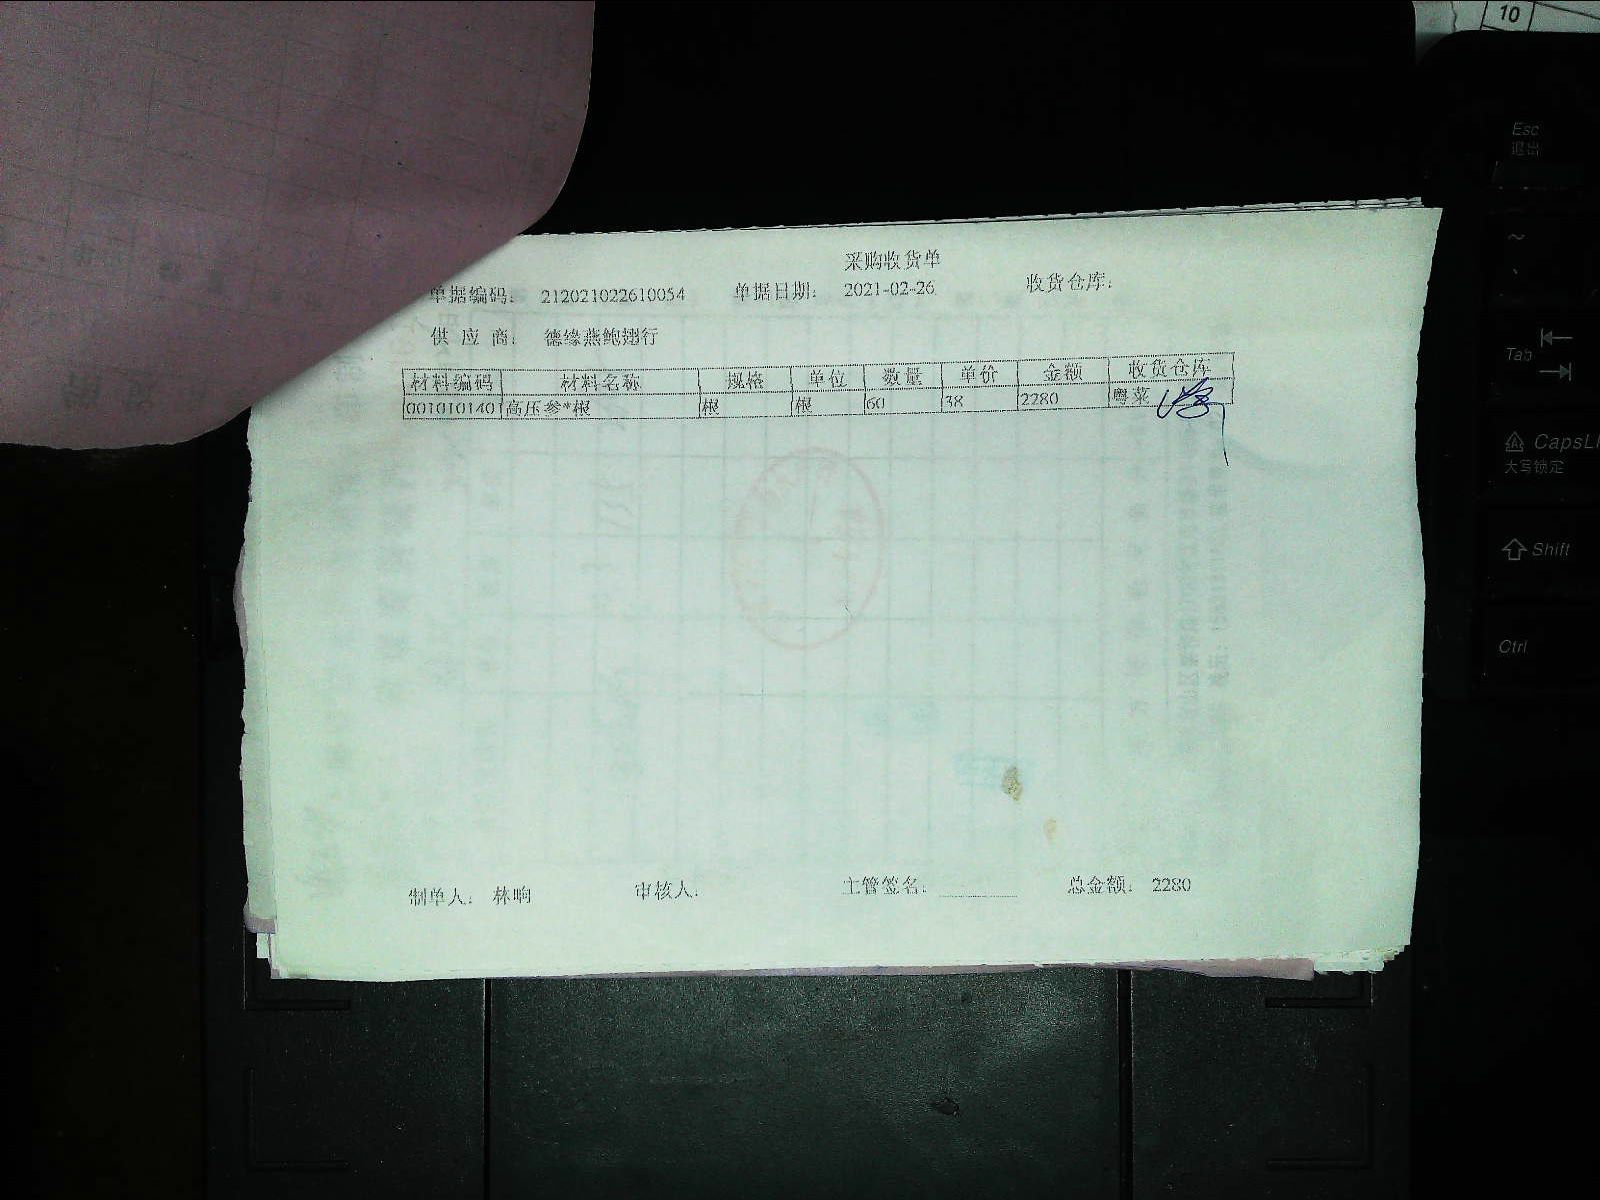 10
采购收货单
单据编码: 212021022610054 单据日期: 2021-02-26 收货仓库:
供 应 商: 德缘燕鲍翅行
材料编码 材料名称 规格 单位 数量 单价 金额 收货仓库
001010140 高压参*根 根 根 60 38 2280 粤菜
制单人: 林响 审核人: 主管签名: 总金额: 2280
Esc
退出
~
Tab
CapsL
大写锁定
Shift
Ctrl